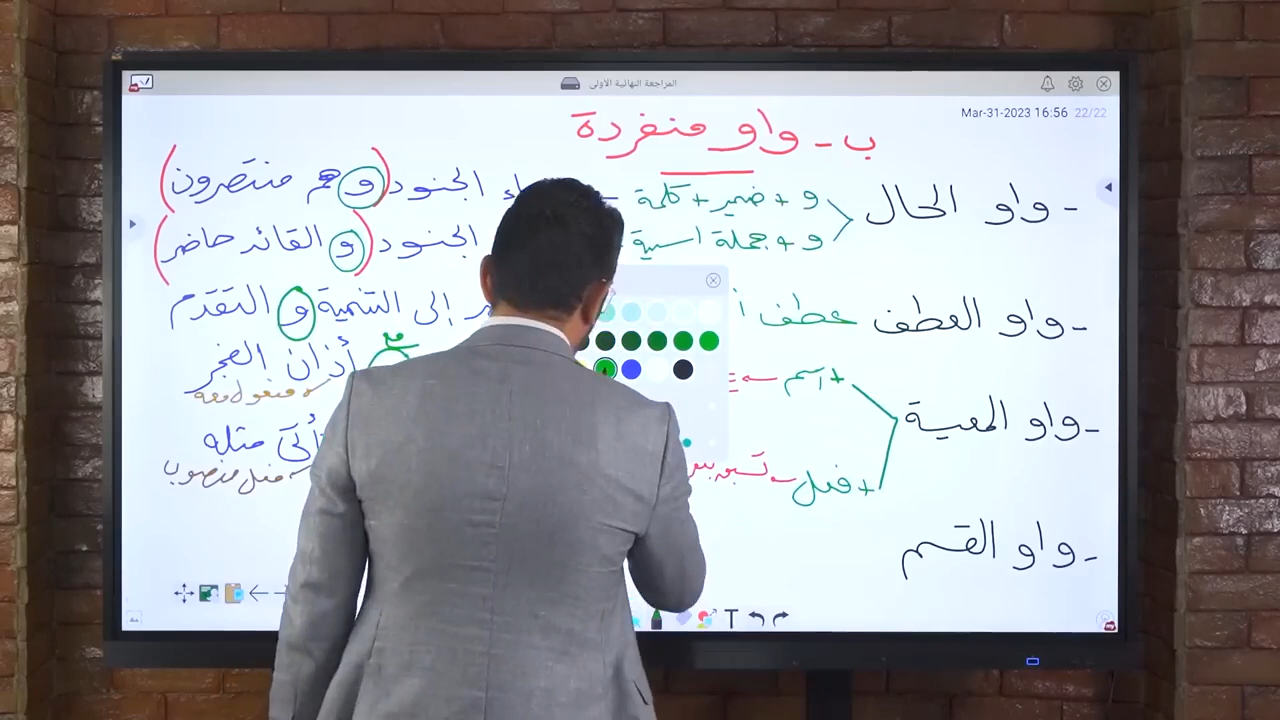 المراجعة النهائية الأولى
Mar-31-2023 16:56 22/22
ب - واو منفردة
- واو الحال
و + ضمير + كلمة
الجنود (و هم منتصرون)
و + جملة اسمية
الجنود (و القائد حاضر)
- واو العطف
عطف
إلى التنمية و التقدم
- واو المعية
+ اسم
أذان الفجر
مفعول معه
+ فعل
تأتي مثله
فعل منصوب
- واو القسم
T